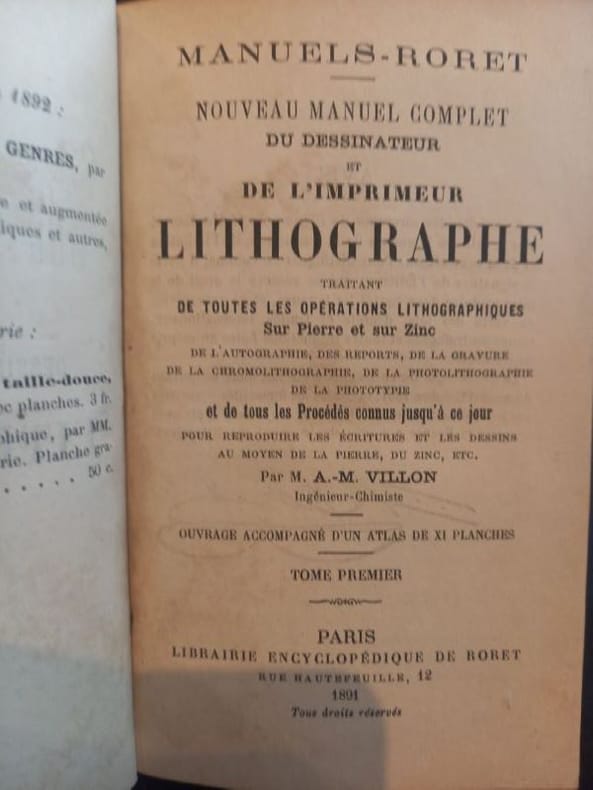 1892 :
GENRES, par
et augmentée
iques et autres,
rie :
taille-douce,
planches. 3 fr.
phique, par MM.
rie. Planche gra-
. . . . . 50 c.
MANUELS-RORET
NOUVEAU MANUEL COMPLET
DU DESSINATEUR
ET
DE L'IMPRIMEUR
LITHOGRAPHE
TRAITANT
DE TOUTES LES OPÉRATIONS LITHOGRAPHIQUES
Sur Pierre et sur Zinc
DE L'AUTOGRAPHIE, DES REPORTS, DE LA GRAVURE
DE LA CHROMOLITHOGRAPHIE, DE LA PHOTOLITHOGRAPHIE
DE LA PHOTOTYPIE
et de tous les Procédés connus jusqu'à ce jour
POUR REPRODUIRE LES ÉCRITURES ET LES DESSINS
AU MOYEN DE LA PIERRE, DU ZINC, ETC.
Par M. A.-M. VILLON
Ingénieur-Chimiste
OUVRAGE ACCOMPAGNÉ D'UN ATLAS DE XI PLANCHES
TOME PREMIER
PARIS
LIBRAIRIE ENCYCLOPÉDIQUE DE RORET
RUE HAUTEFEUILLE, 12
1891
Tous droits réservés